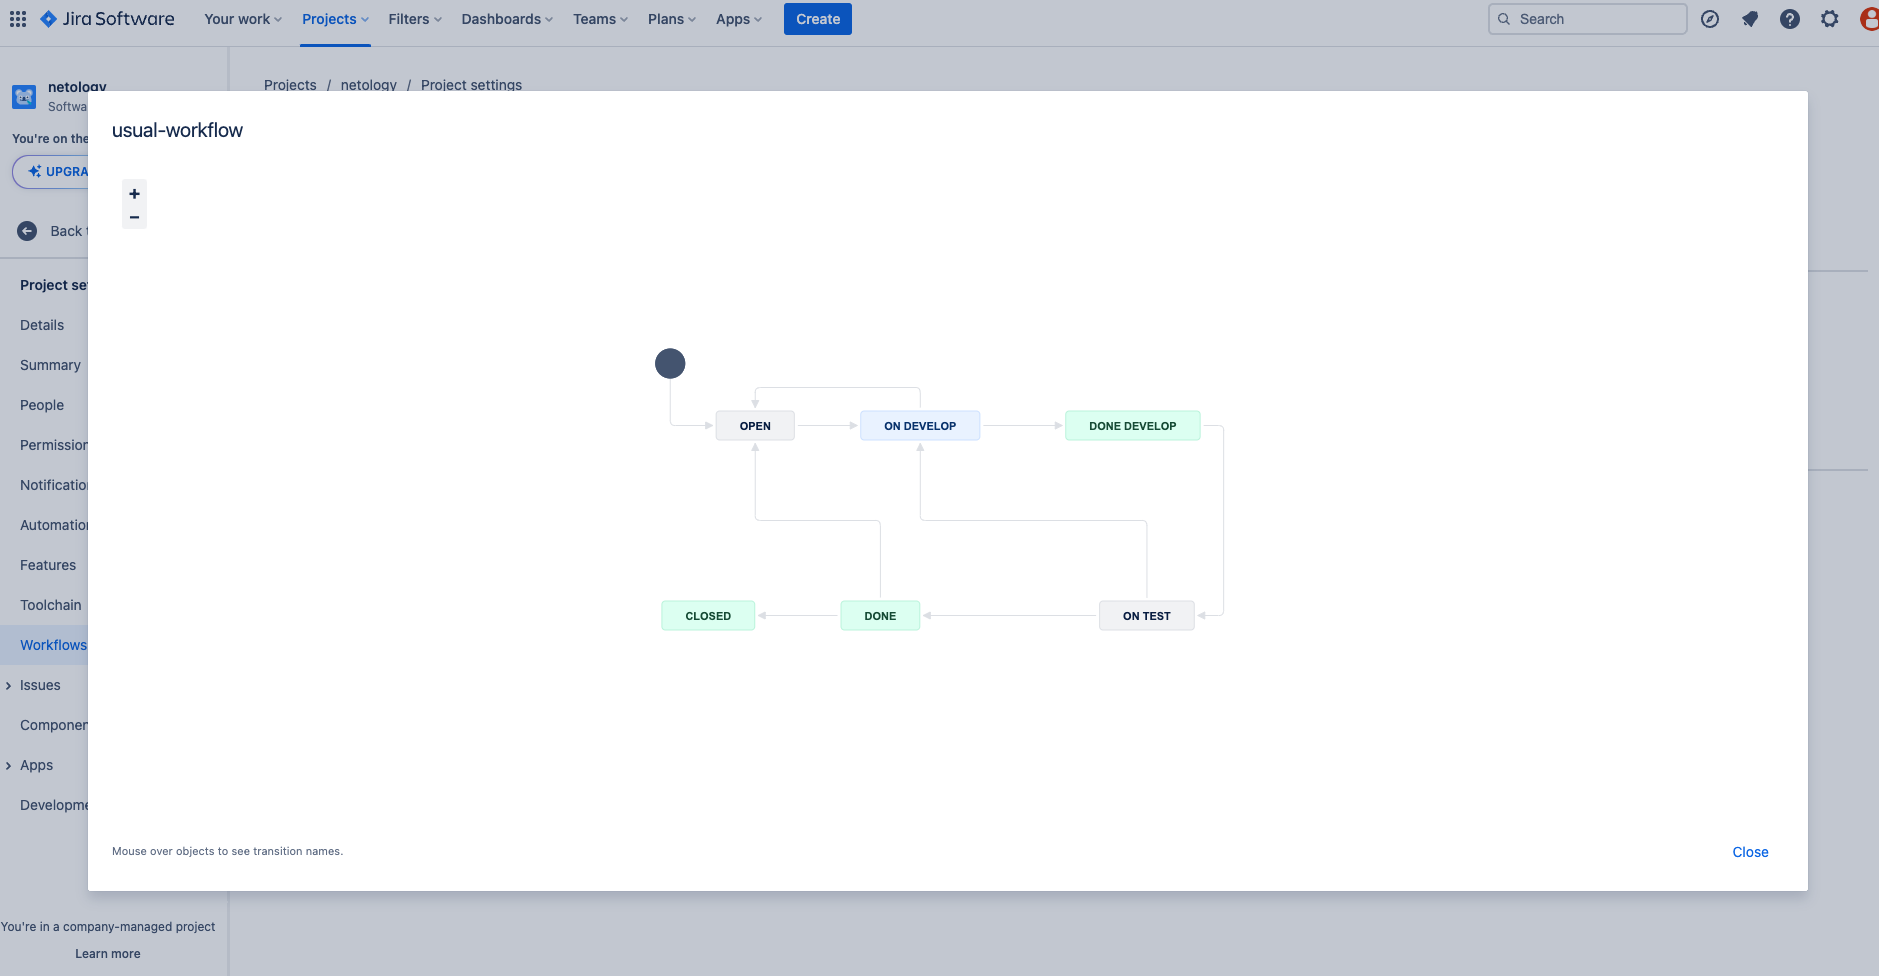 Jira Software Your work Projects Filters Dashboards Teams Plans Apps Create Search
netology
Softwa
Projects / netology / Project settings
You're on the
UPGRA
Back t
Project se
Details
Summary
People
Permission
Notificatio
Automatio
Features
Toolchain
Workflows
Issues
Componen
Apps
Developme
You're in a company-managed project
Learn more
usual-workflow
+
−
OPEN ON DEVELOP DONE DEVELOP
CLOSED DONE ON TEST
Mouse over objects to see transition names.
Close